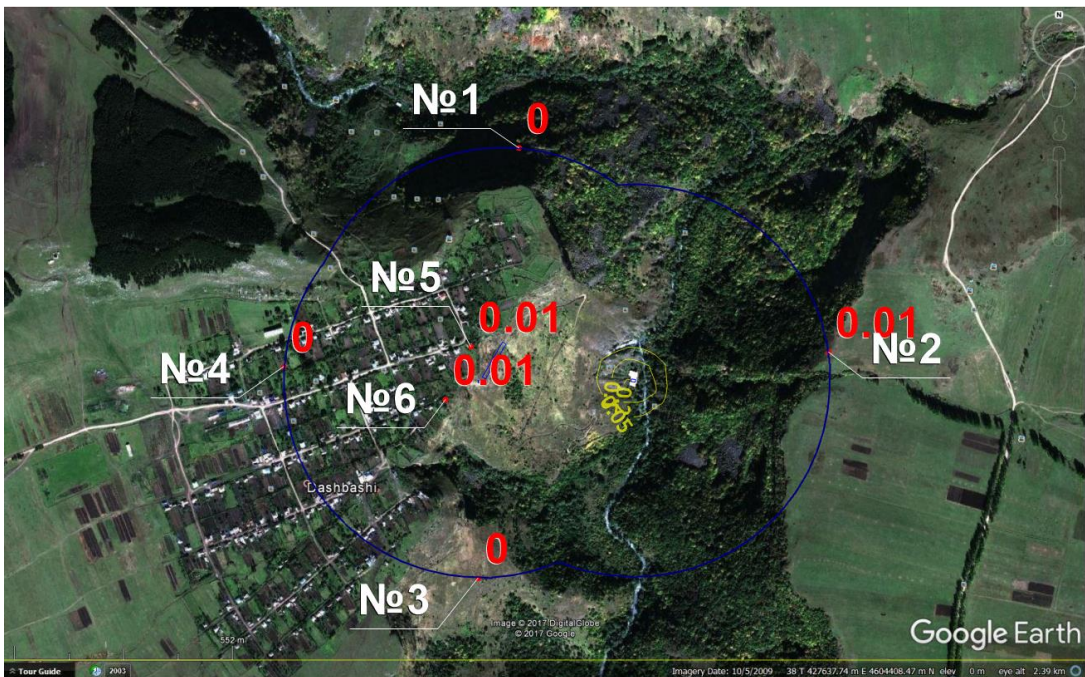 N
№1
0
№5
0.01
0.01
№2
0
№4
0.01
№6
0.05
Dashbashi
0
№3
Image © 2017 DigitalGlobe
© 2017 Google
Google Earth
552 m
Tour Guide
2003
Imagery Date: 10/5/2009 38 T 427637.74 m E 4604408.47 m N elev 0 m eye alt 2.39 km